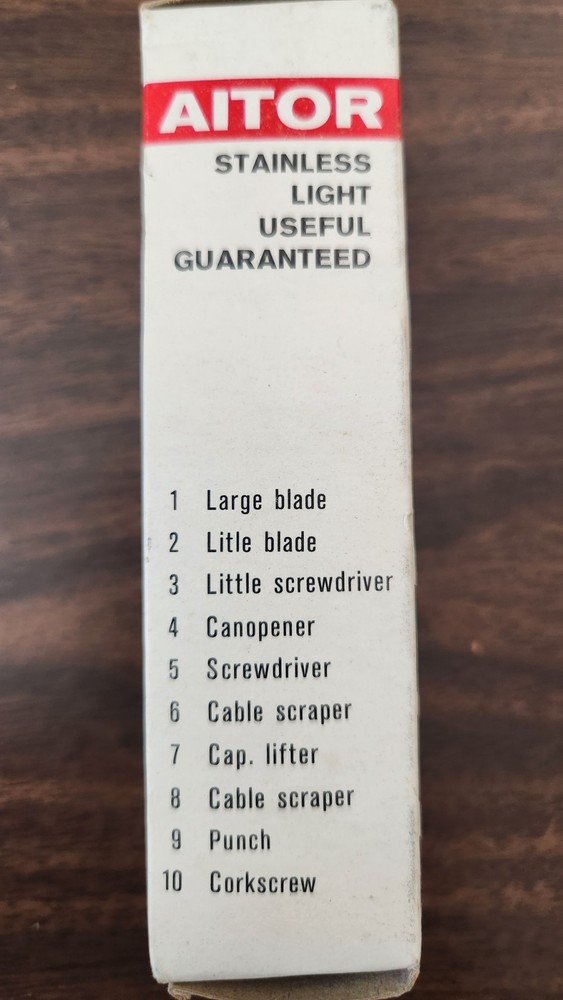 AITOR
STAINLESS
LIGHT
USEFUL
GUARANTEED
1 Large blade
2 Litle blade
3 Little screwdriver
4 Canopener
5 Screwdriver
6 Cable scraper
7 Cap. lifter
8 Cable scraper
9 Punch
10 Corkscrew